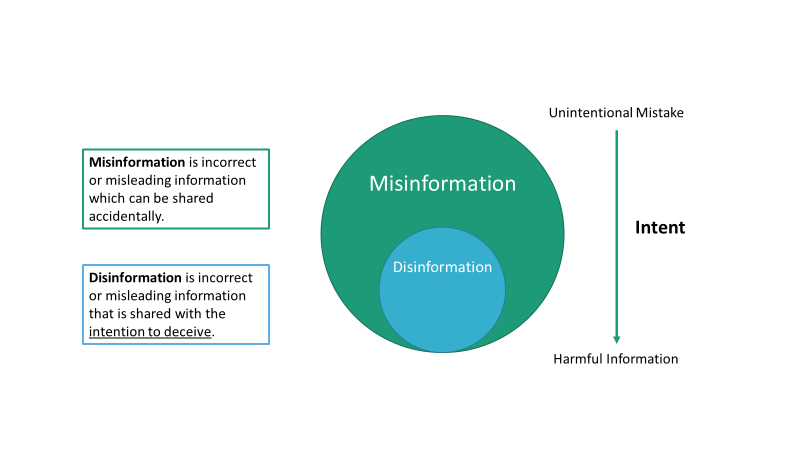 Unintentional Mistake
Misinformation is incorrect
or misleading information
which can be shared
accidentally.
Misinformation
Intent
Disinformation is incorrect
or misleading information
that is shared with the
intention to deceive.
Disinformation
Harmful Information